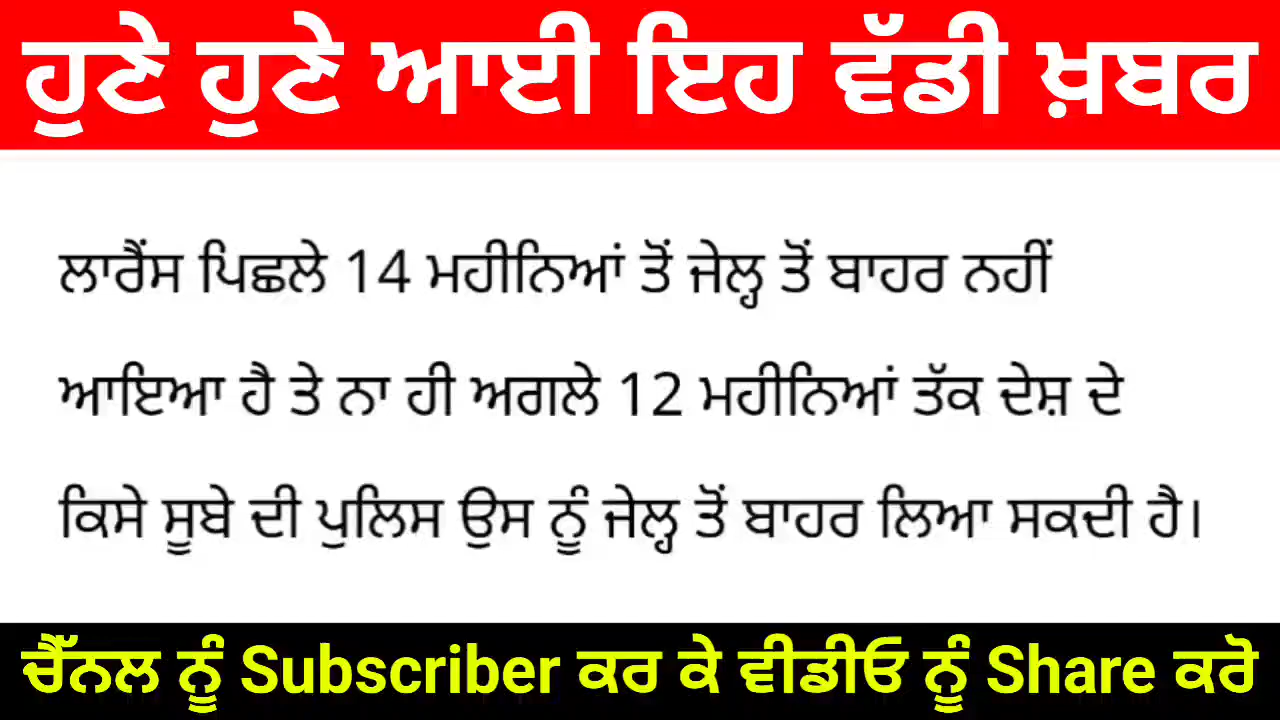 ਹੁਣੇ ਹੁਣੇ ਆਈ ਇਹ ਵੱਡੀ ਖ਼ਬਰ
ਲਾਰੈਂਸ ਪਿਛਲੇ 14 ਮਹੀਨਿਆਂ ਤੋਂ ਜੇਲ੍ਹ ਤੋਂ ਬਾਹਰ ਨਹੀਂ
ਆਇਆ ਹੈ ਤੇ ਨਾ ਹੀ ਅਗਲੇ 12 ਮਹੀਨਿਆਂ ਤੱਕ ਦੇਸ਼ ਦੇ
ਕਿਸੇ ਸੂਬੇ ਦੀ ਪੁਲਿਸ ਉਸ ਨੂੰ ਜੇਲ੍ਹ ਤੋਂ ਬਾਹਰ ਲਿਆ ਸਕਦੀ ਹੈ।
ਚੈੱਨਲ ਨੂੰ Subscriber ਕਰ ਕੇ ਵੀਡੀਓ ਨੂੰ Share ਕਰੋ